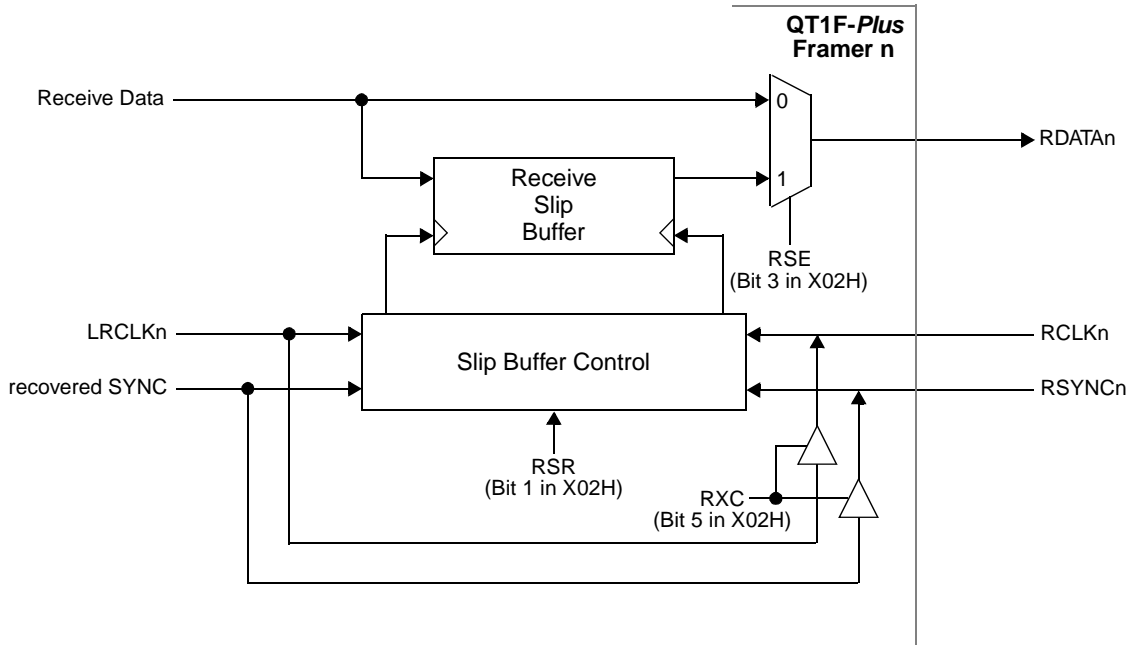 QT1F-Plus
Framer n
Receive Data
0
RDATAn
1
Receive
Slip
Buffer
RSE
(Bit 3 in X02H)
LRCLKn
RCLKn
Slip Buffer Control
recovered SYNC
RSYNCn
RSR
(Bit 1 in X02H)
RXC
(Bit 5 in X02H)